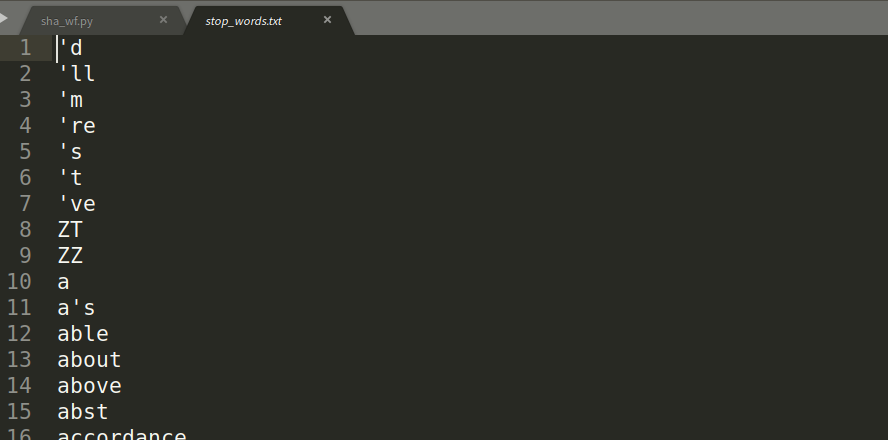 sha_wf.py × stop_words.txt ×
1 'd
2 'll
3 'm
4 're
5 's
6 't
7 've
8 ZT
9 ZZ
10 a
11 a's
12 able
13 about
14 above
15 abst
16 accordance